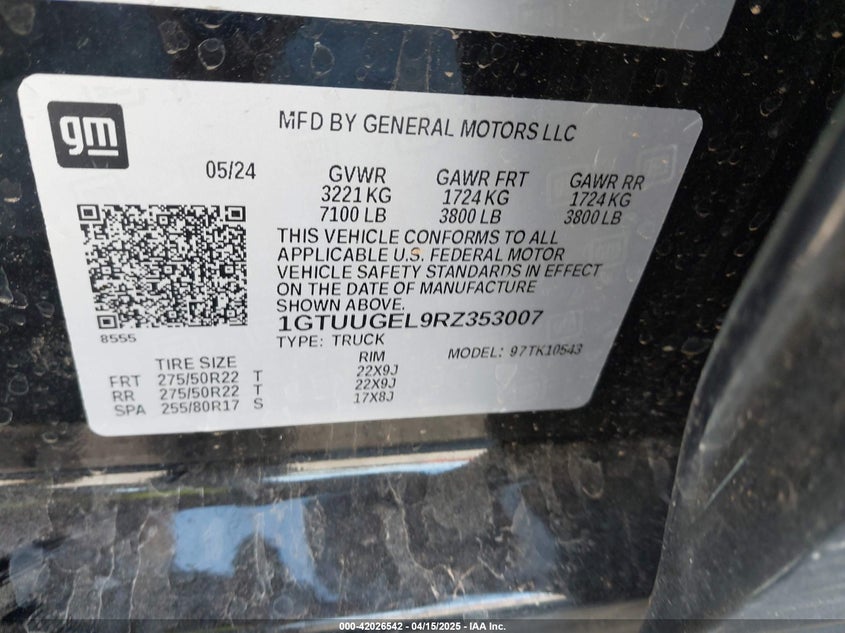 gm
MFD BY GENERAL MOTORS LLC
05/24 GVWR GAWR FRT GAWR RR
3221 KG 1724 KG 1724 KG
7100 LB 3800 LB 3800 LB
THIS VEHICLE CONFORMS TO ALL
APPLICABLE U.S. FEDERAL MOTOR
VEHICLE SAFETY STANDARDS IN EFFECT
ON THE DATE OF MANUFACTURE
SHOWN ABOVE.
8555
1GTUUGEL9RZ353007
TYPE: TRUCK MODEL: 97TK10543
TIRE SIZE RIM
FRT 275/50R22 T 22X9J
RR 275/50R22 T 22X9J
SPA 255/80R17 S 17X8J
000-42026542 - 04/15/2025 - IAA Inc.